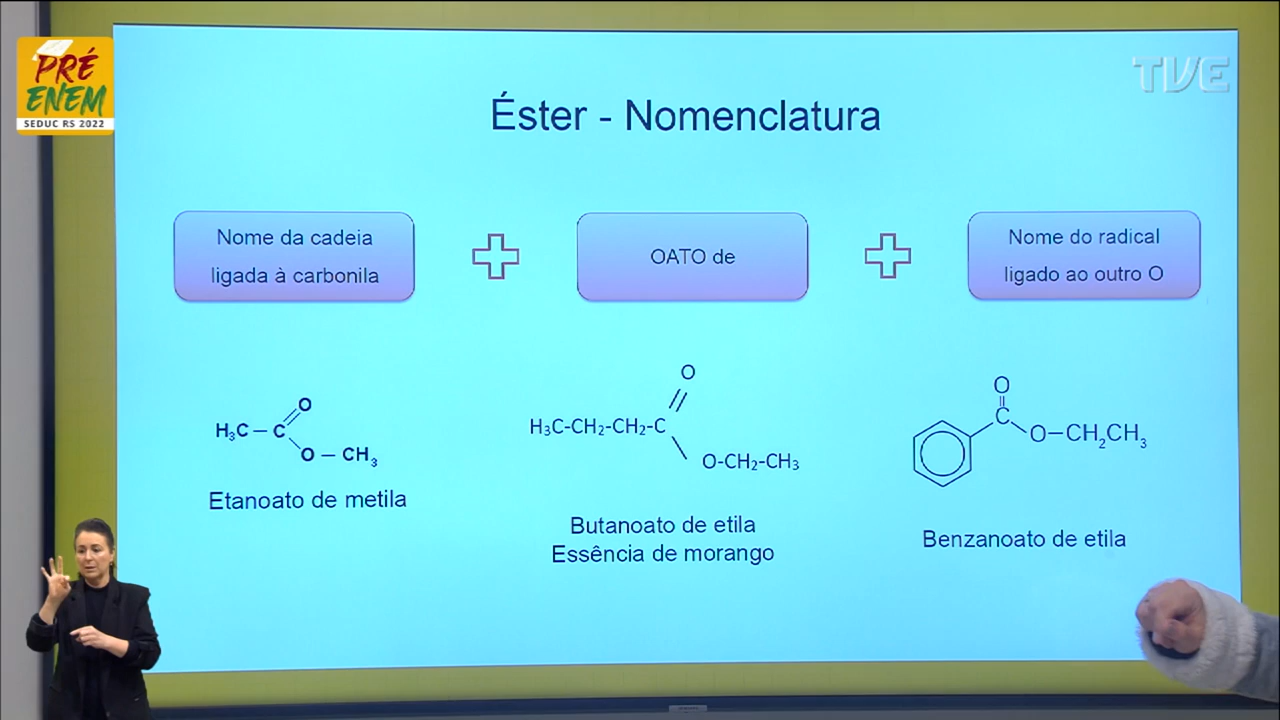 PRÉ
ENEM
SEDUC RS 2022
TVE
Éster - Nomenclatura
Nome da cadeia
ligada à carbonila
OATO de
Nome do radical
ligado ao outro O
O
H₃C – C
O – CH₃
Etanoato de metila
O
H₃C-CH₂-CH₂-C
O-CH₂-CH₃
Butanoato de etila
Essência de morango
O
C
O–CH₂CH₃
Benzanoato de etila